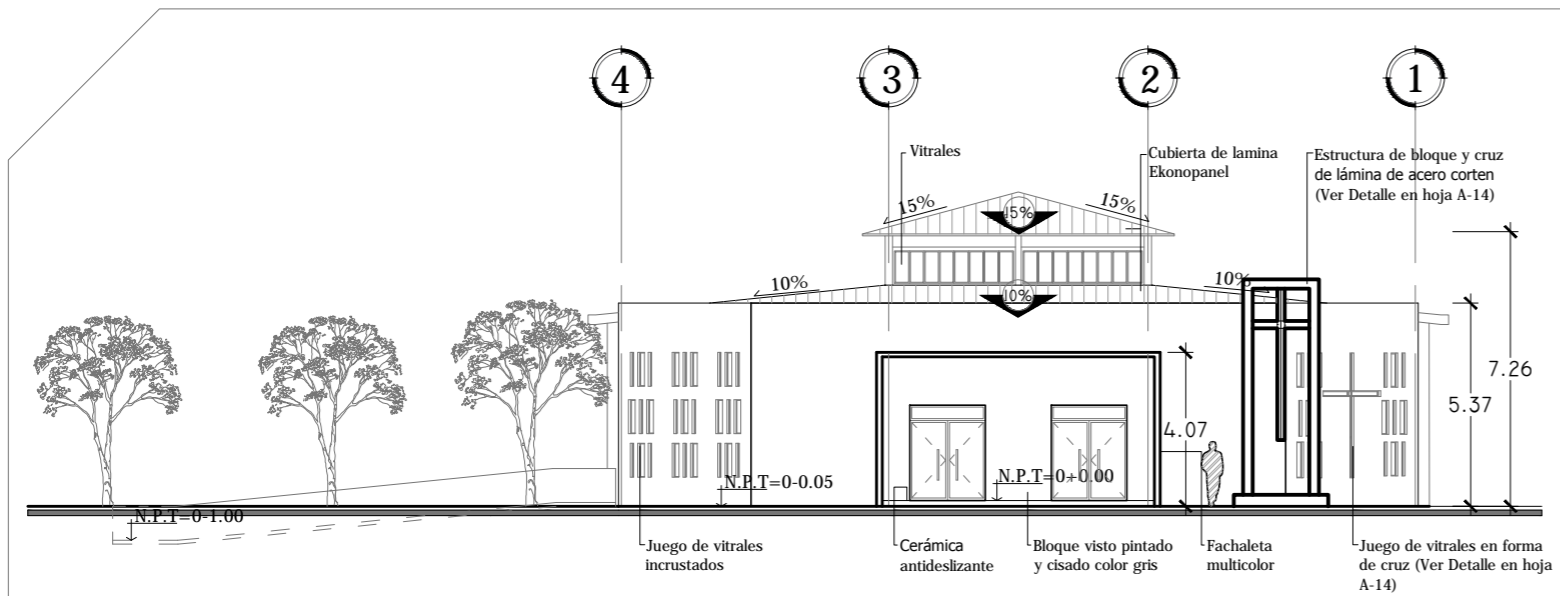 4
3
2
1
Vitrales
Cubierta de lamina
Ekonopanel
Estructura de bloque y cruz
de lámina de acero corten
(Ver Detalle en hoja A-14)
15%
15%
15%
10%
10%
10%
7.26
5.37
4.07
N.P.T=0-0.05
N.P.T=0+0.00
N.P.T=0-1.00
Juego de vitrales
incrustados
Cerámica
antideslizante
Bloque visto pintado
y cisado color gris
Fachaleta
multicolor
Juego de vitrales en forma
de cruz (Ver Detalle en hoja
A-14)